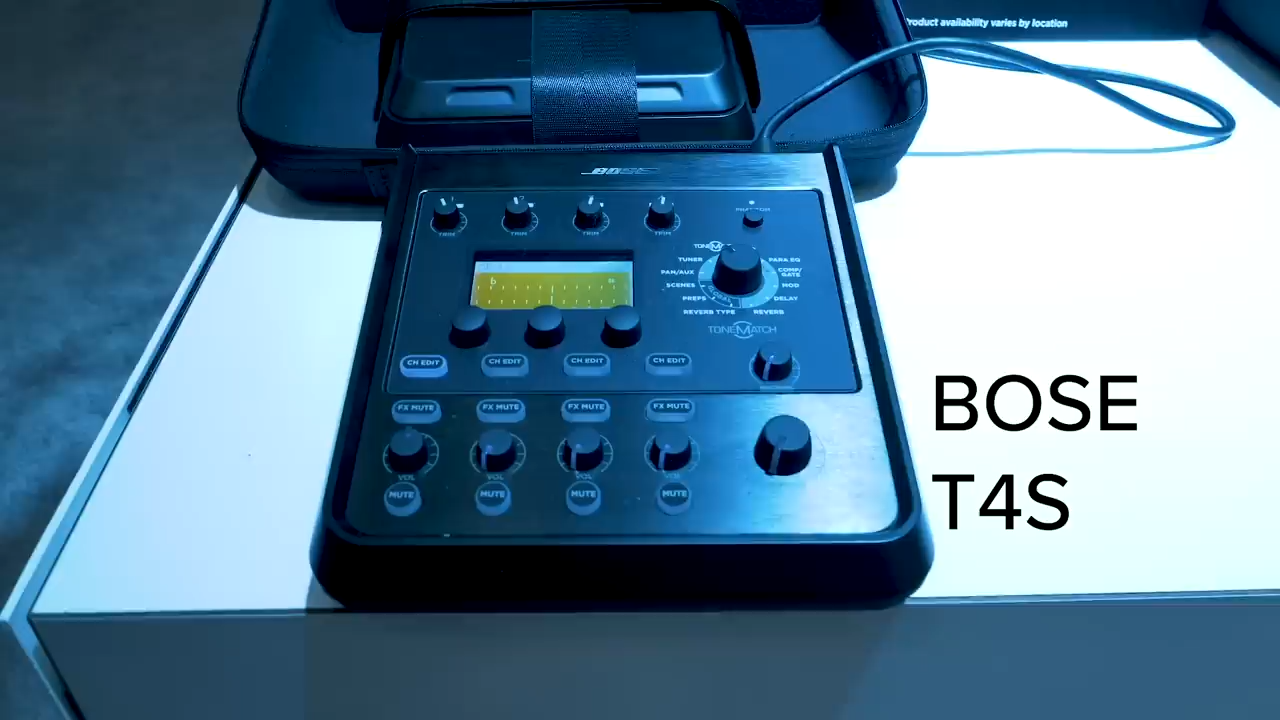 Product availability varies by location
BOSE
TRIM TRIM TRIM TRIM
TONEMATCH
TUNER PARA EQ
PAN/AUX COMP/GATE
SCENES MOD
PREFS DELAY
REVERB TYPE REVERB
GLOBAL
TONEMATCH
CH EDIT CH EDIT CH EDIT CH EDIT
FX MUTE FX MUTE FX MUTE FX MUTE
VOL VOL VOL VOL
MUTE MUTE MUTE MUTE
BOSE
T4S